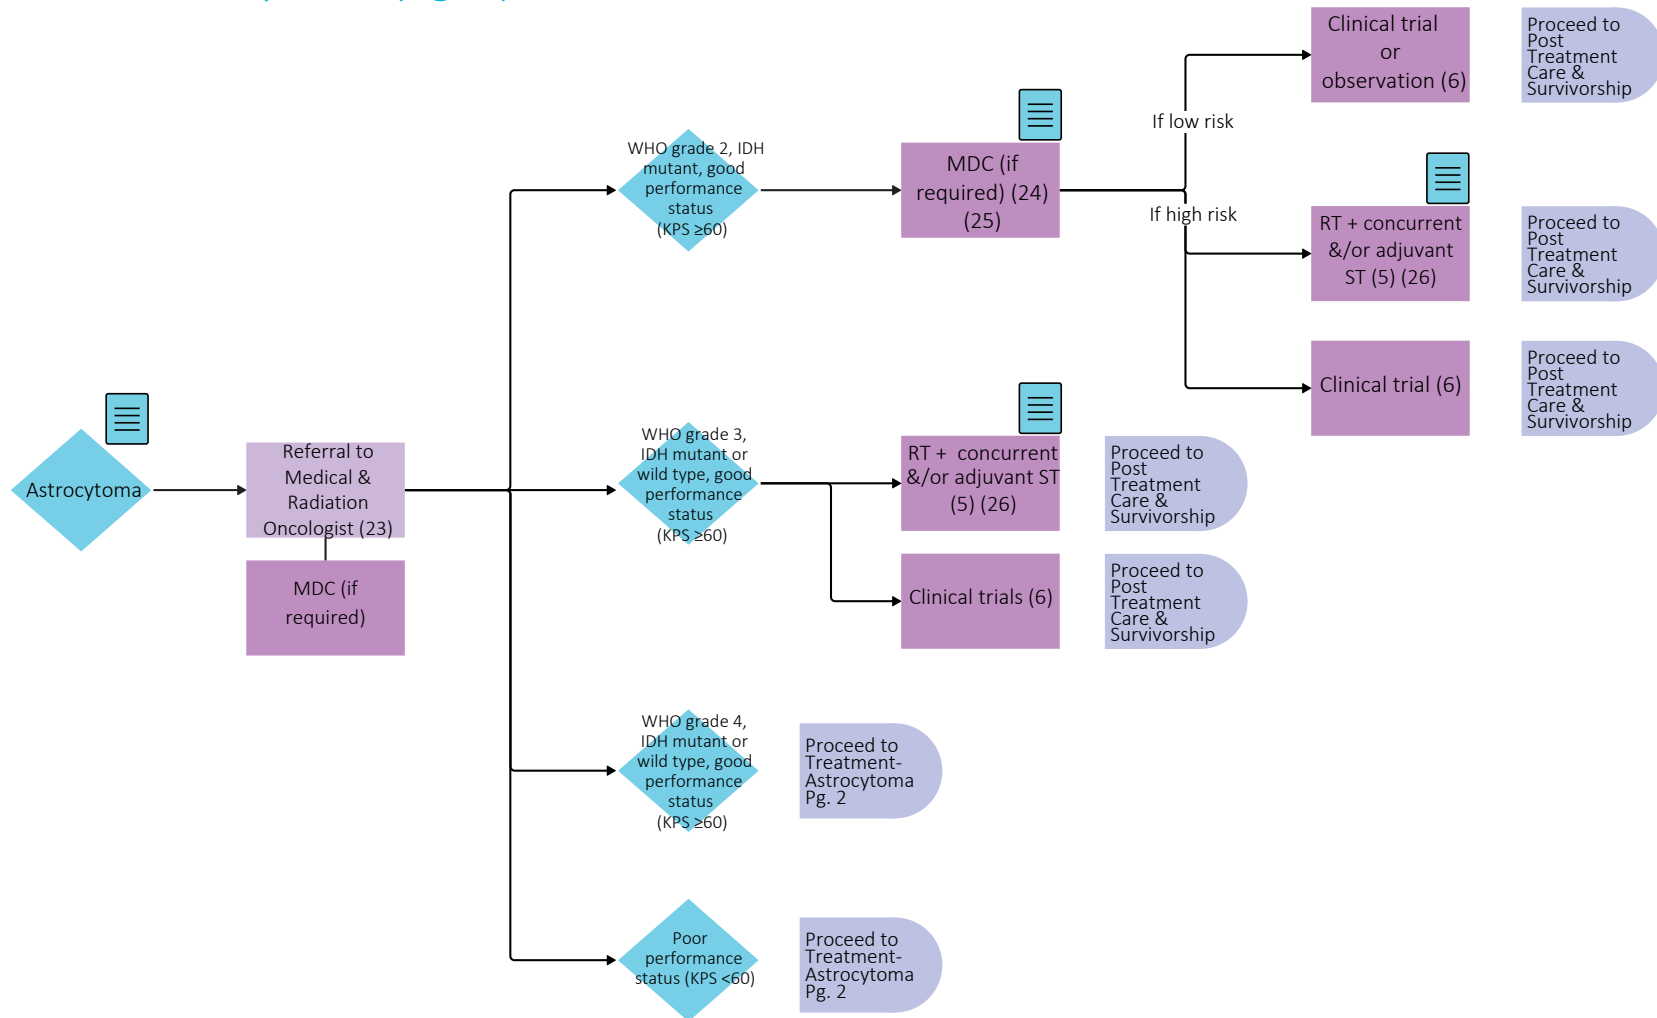 Clinical trial
or
observation (6)
Proceed to
Post
Treatment
Care &
Survivorship
If low risk
WHO grade 2, IDH
mutant, good
performance
status
(KPS ≥60)
MDC (if
required) (24)
(25)
If high risk
RT + concurrent
&/or adjuvant
ST (5) (26)
Proceed to
Post
Treatment
Care &
Survivorship
Clinical trial (6)
Proceed to
Post
Treatment
Care &
Survivorship
Astrocytoma
Referral to
Medical &
Radiation
Oncologist (23)
MDC (if
required)
WHO grade 3,
IDH mutant or
wild type, good
performance
status
(KPS ≥60)
RT + concurrent
&/or adjuvant ST
(5) (26)
Proceed to
Post
Treatment
Care &
Survivorship
Clinical trials (6)
Proceed to
Post
Treatment
Care &
Survivorship
WHO grade 4,
IDH mutant or
wild type, good
performance
status
(KPS ≥60)
Proceed to
Treatment-
Astrocytoma
Pg. 2
Poor
performance
status (KPS <60)
Proceed to
Treatment-
Astrocytoma
Pg. 2